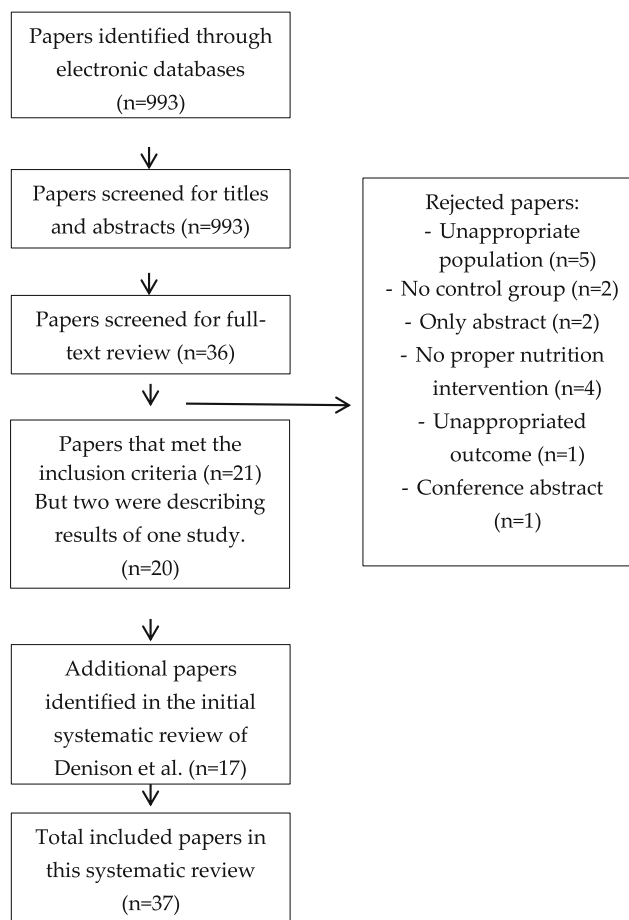 Papers identified through
electronic databases
(n=993)
Papers screened for titles
and abstracts (n=993)
Papers screened for full-
text review (n=36)
Rejected papers:
- Unappropriate
population (n=5)
- No control group (n=2)
- Only abstract (n=2)
- No proper nutrition
intervention (n=4)
- Unappropriated
outcome (n=1)
- Conference abstract
(n=1)
Papers that met the
inclusion criteria (n=21)
But two were describing
results of one study.
(n=20)
Additional papers
identified in the initial
systematic review of
Denison et al. (n=17)
Total included papers in
this systematic review
(n=37)